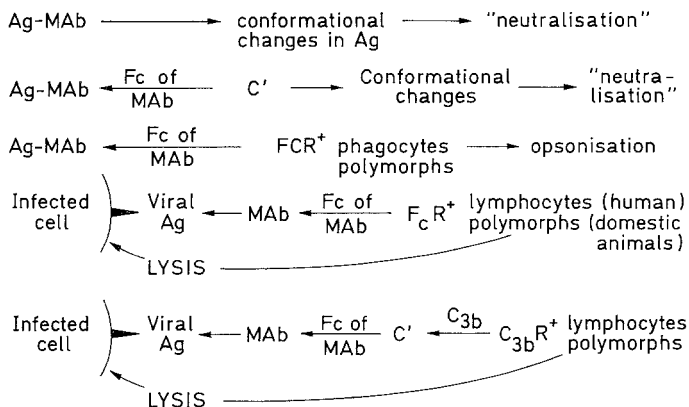 Ag-MAb conformational changes in Ag "neutralisation"
Ag-MAb Fc of MAb C' Conformational changes "neutra-lisation"
Ag-MAb Fc of MAb FCR+ phagocytes polymorphs opsonisation
Infected cell Viral Ag MAb Fc of MAb FcR+ lymphocytes (human) polymorphs (domestic animals)
LYSIS
Infected cell Viral Ag MAb Fc of MAb C' C3b C3bR+ lymphocytes polymorphs
LYSIS